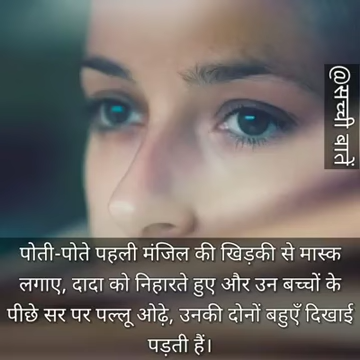 @सच्ची बातें
पोती-पोते पहली मंजिल की खिड़की से मास्क
लगाए, दादा को निहारते हुए और उन बच्चों के
पीछे सर पर पल्लू ओढ़े, उनकी दोनों बहुएँ दिखाई
पड़ती हैं।